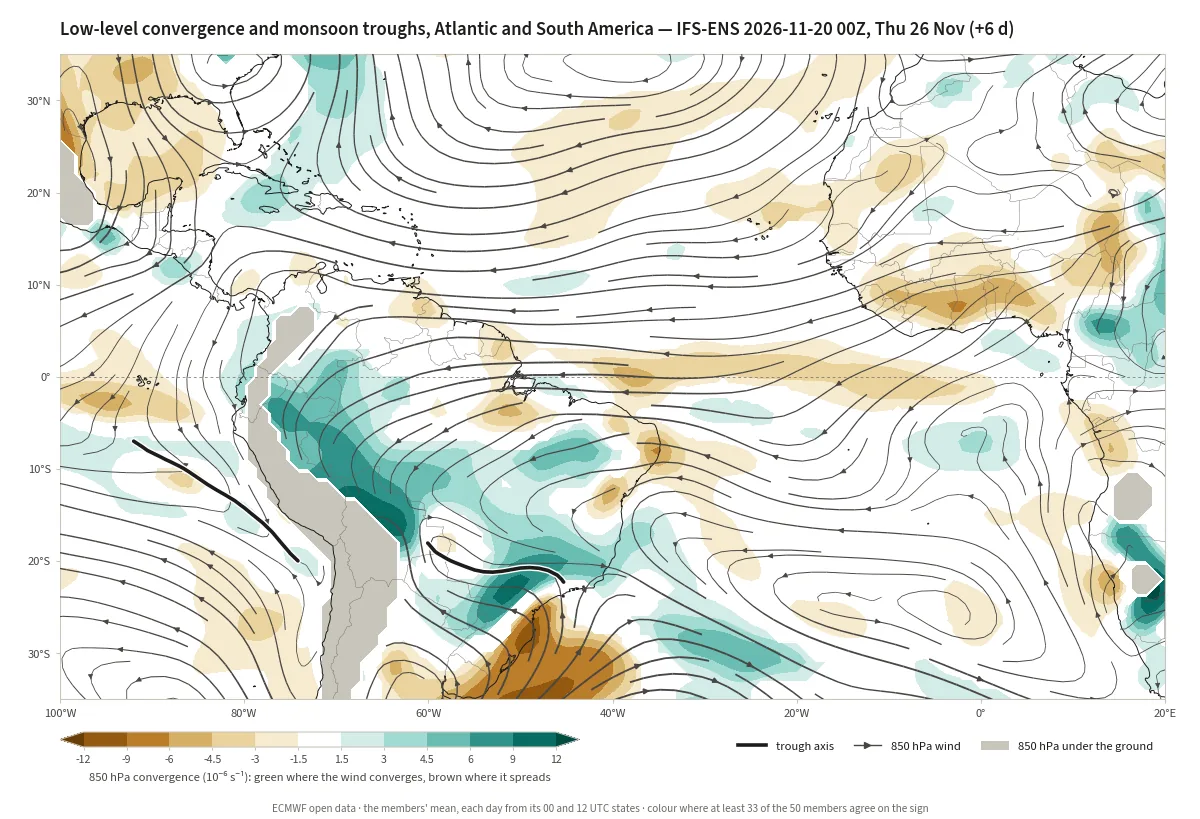 Low-level convergence and monsoon troughs, Atlantic and South America — IFS-ENS 2026-11-20 00Z, Thu 26 Nov (+6 d)
30°N
20°N
10°N
0°
10°S
20°S
30°S
100°W 80°W 60°W 40°W 20°W 0° 20°E
-12 -9 -6 -4.5 -3 -1.5 1.5 3 4.5 6 9 12
850 hPa convergence (10⁻⁶ s⁻¹): green where the wind converges, brown where it spreads
trough axis 850 hPa wind 850 hPa under the ground
ECMWF open data · the members' mean, each day from its 00 and 12 UTC states · colour where at least 33 of the 50 members agree on the sign